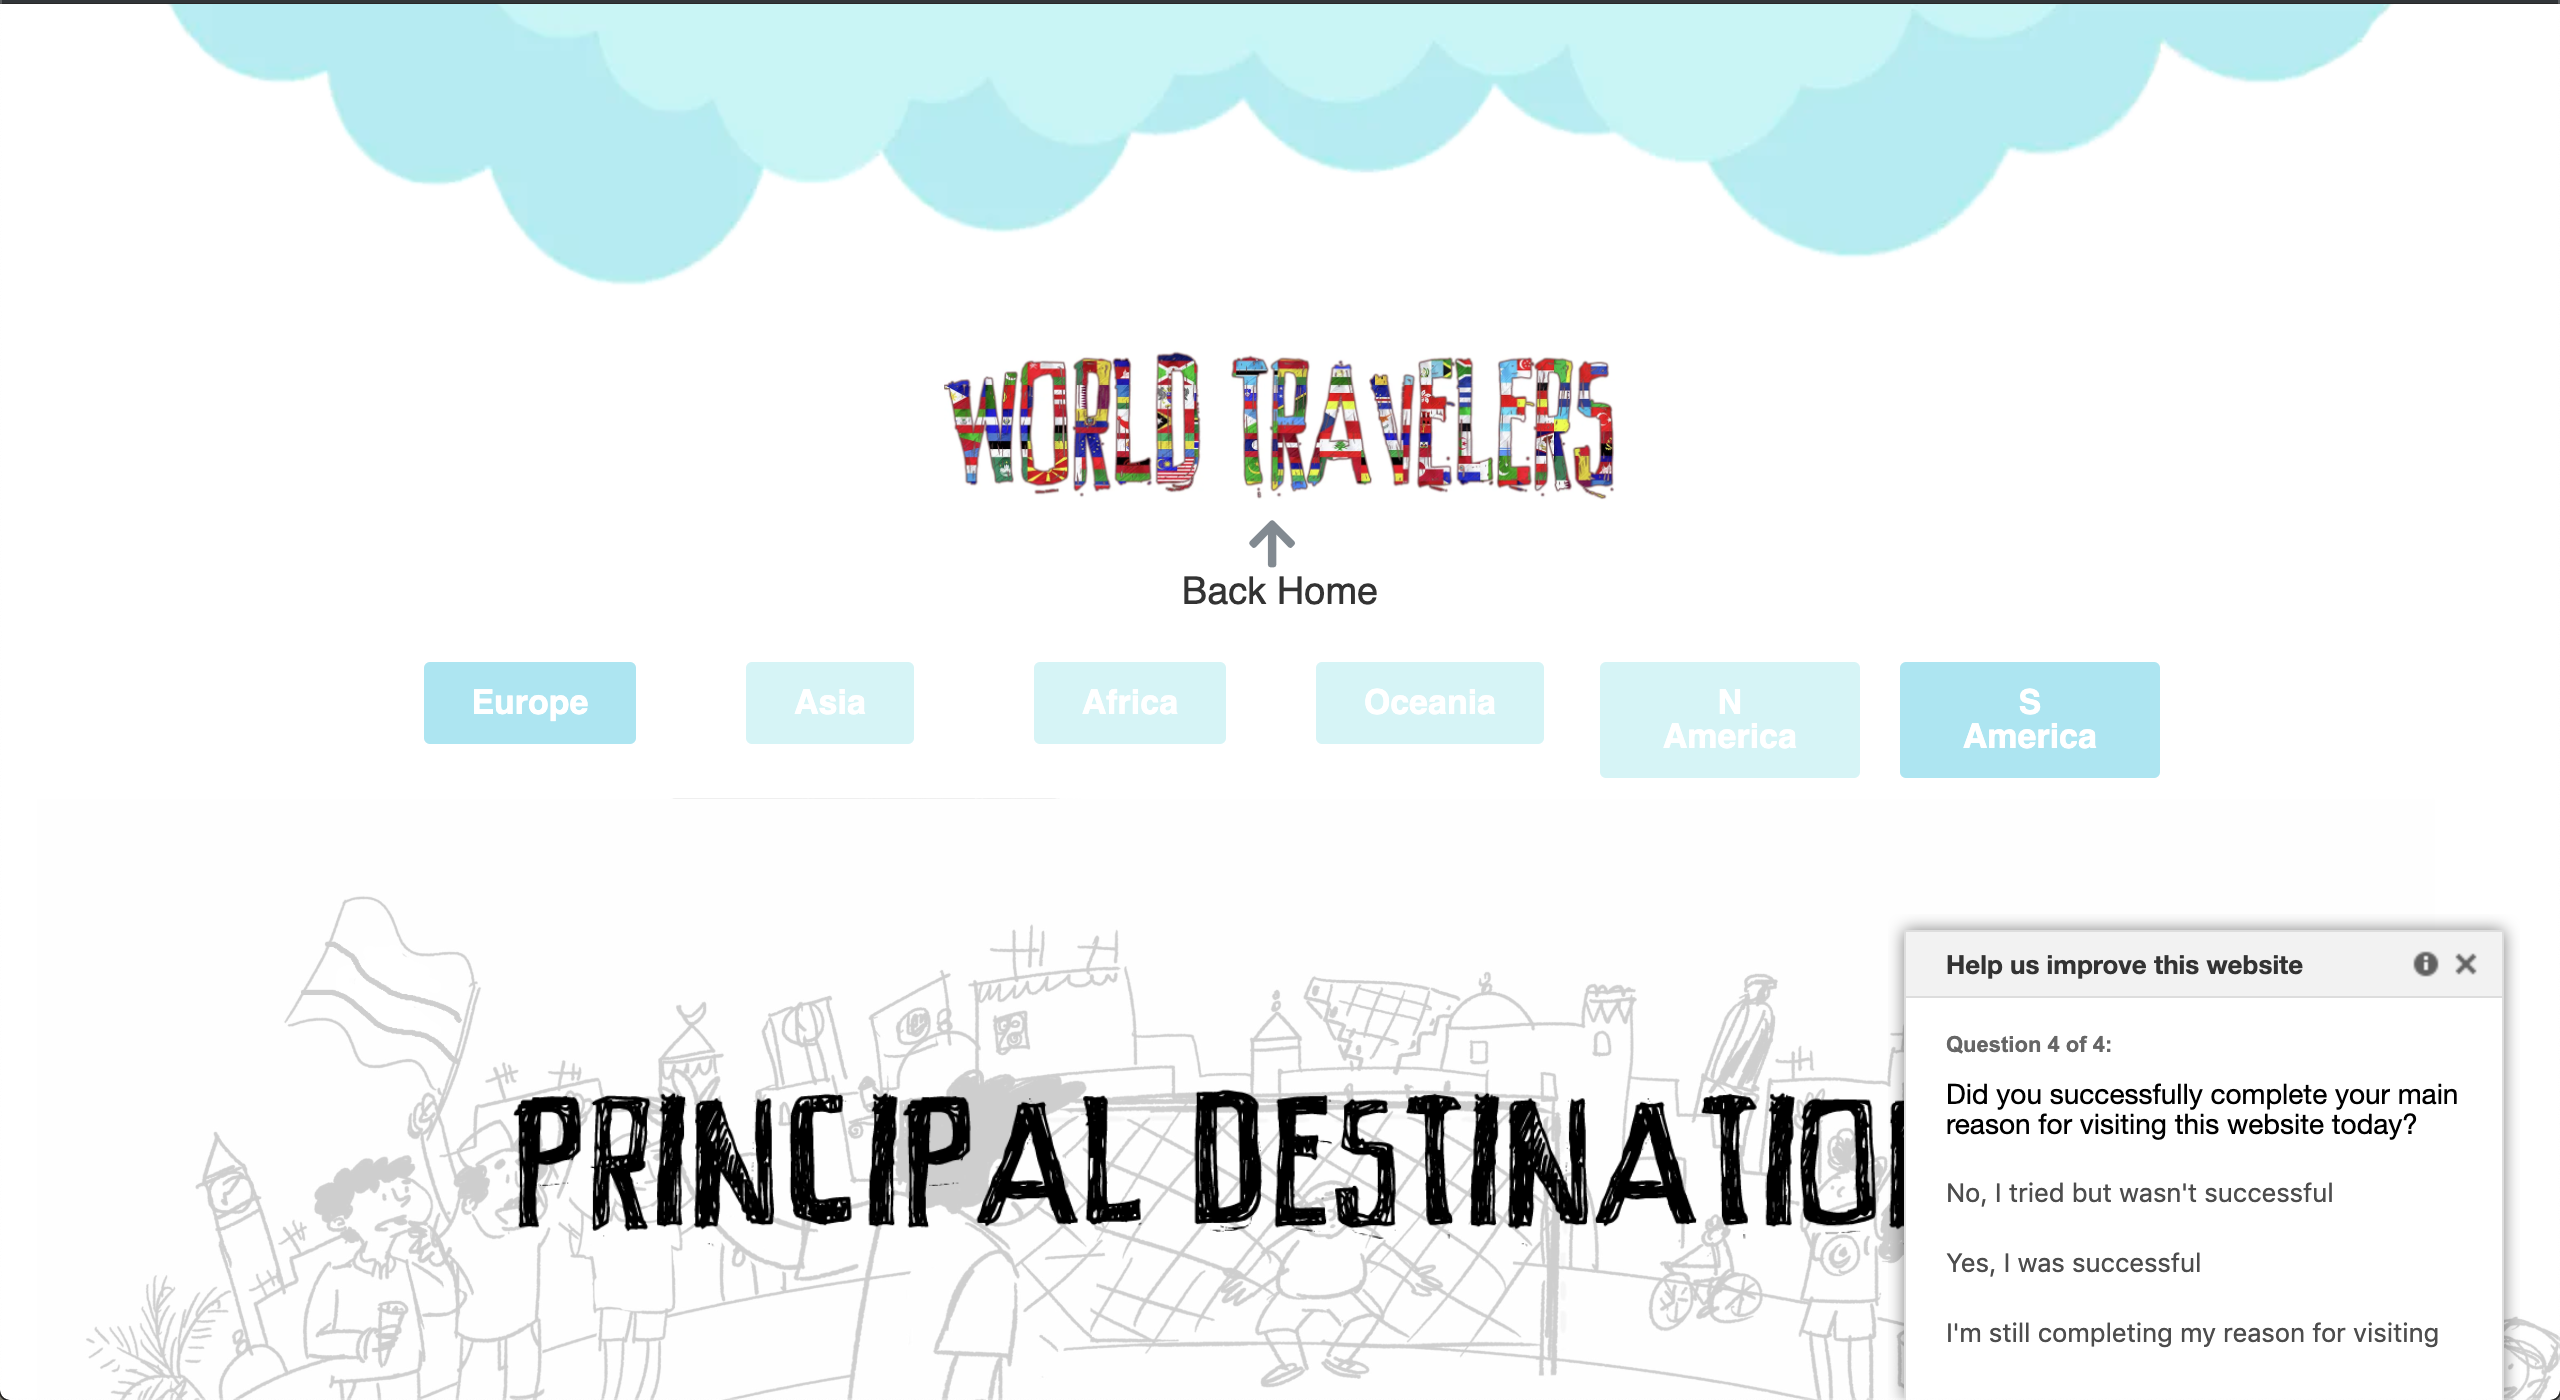 WORLD TRAVELERS
Back Home
Europe
Asia
Africa
Oceania
N
America
S
America
PRINCIPAL
Help us improve this website
Question 4 of 4:
Did you successfully complete your main
reason for visiting this website today?
No, I tried but wasn't successful
Yes, I was successful
I'm still completing my reason for visiting